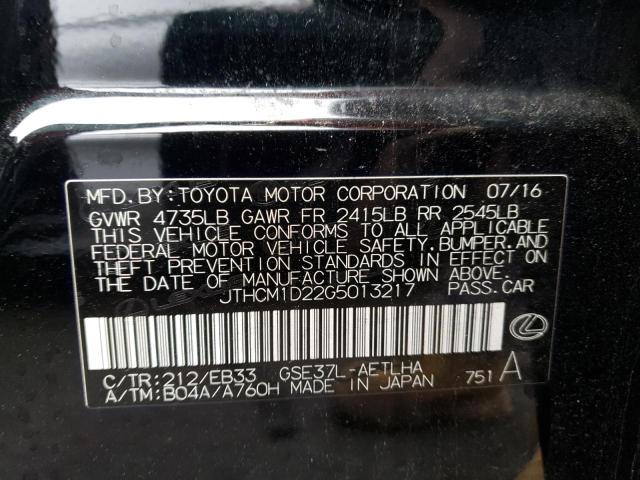 MFD. BY: TOYOTA MOTOR CORPORATION 07/16
GVWR 4735LB GAWR FR 2415LB RR 2545LB
THIS VEHICLE CONFORMS TO ALL APPLICABLE
FEDERAL MOTOR VEHICLE SAFETY, BUMPER, AND
THEFT PREVENTION STANDARDS IN EFFECT ON
THE DATE OF MANUFACTURE SHOWN ABOVE.
JTHCM1D22G5013217 PASS. CAR
C/TR: 212/EB33 GSE37L-AETLHA
A/TM: B04A/A760H MADE IN JAPAN 751 A